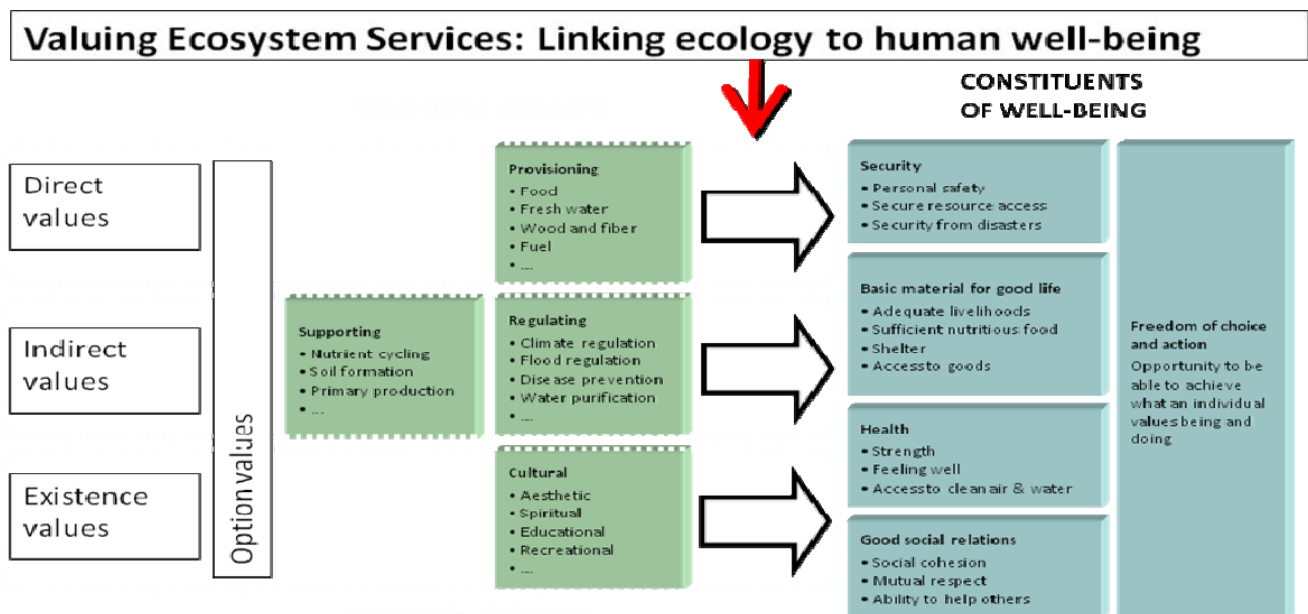 Valuing Ecosystem Services: Linking ecology to human well-being
CONSTITUENTS
OF WELL-BEING
Direct
values
Indirect
values
Existence
values
Option values
Supporting
• Nutrient cycling
• Soil formation
• Primary production
• ...
Provisioning
• Food
• Fresh water
• Wood and fiber
• Fuel
• ...
Regulating
• Climate regulation
• Flood regulation
• Disease prevention
• Water purification
• ...
Cultural
• Aesthetic
• Spiritual
• Educational
• Recreational
• ...
Security
• Personal safety
• Secure resource access
• Security from disasters
Basic material for good life
• Adequate livelihoods
• Sufficient nutritious food
• Shelter
• Access to goods
Health
• Strength
• Feeling well
• Access to clean air & water
Good social relations
• Social cohesion
• Mutual respect
• Ability to help others
Freedom of choice
and action
Opportunity to be
able to achieve
what an individual
values being and
doing